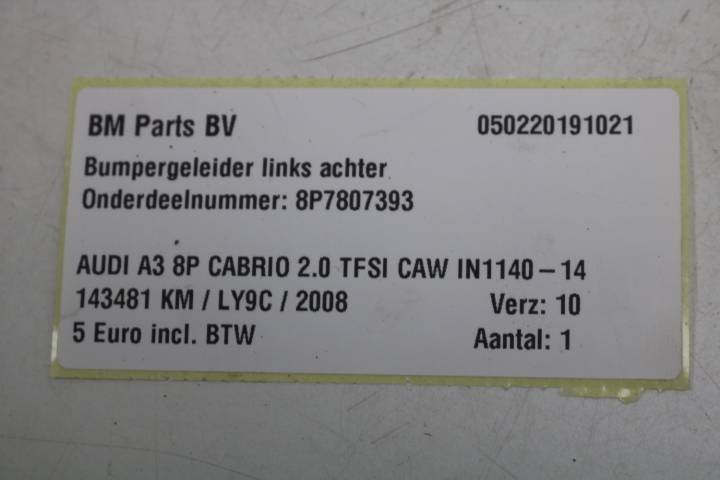 BM Parts BV 050220191021
Bumpergeleider links achter
Onderdeelnummer: 8P7807393
AUDI A3 8P CABRIO 2.0 TFSI CAW IN1140 – 14
143481 KM / LY9C / 2008 Verz: 10
5 Euro incl. BTW Aantal: 1